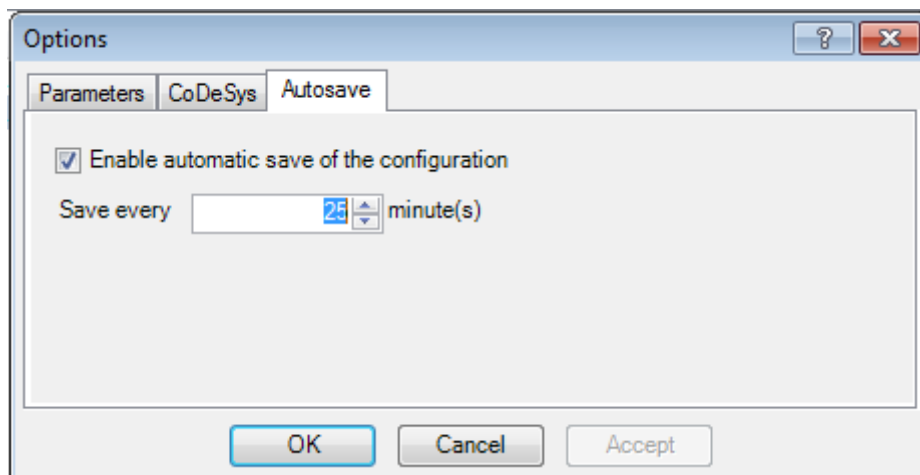 Options
Parameters CoDeSys Autosave
Enable automatic save of the configuration
Save every 25 minute(s)
OK Cancel Accept